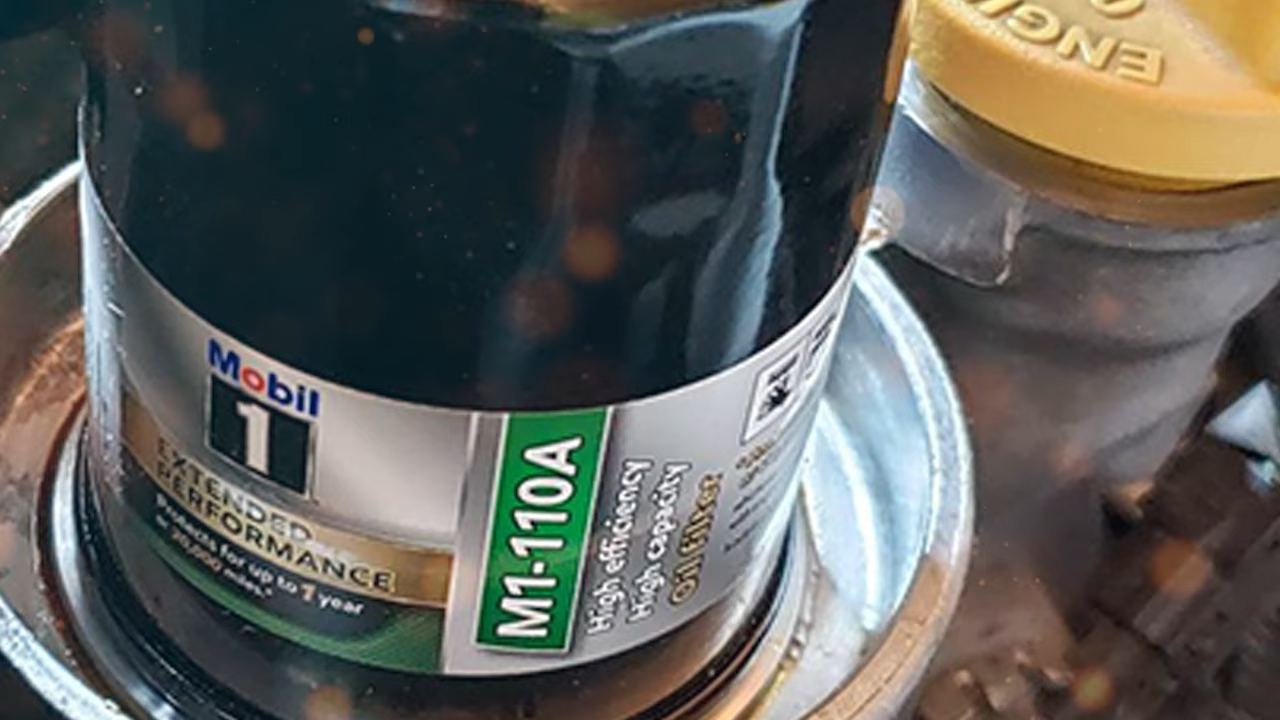 Mobil
1
EXTENDED
PERFORMANCE
Protects for up to 1 year
or 20,000 miles.*
M1-110A
High efficiency
High capacity
Oil filter
ENG